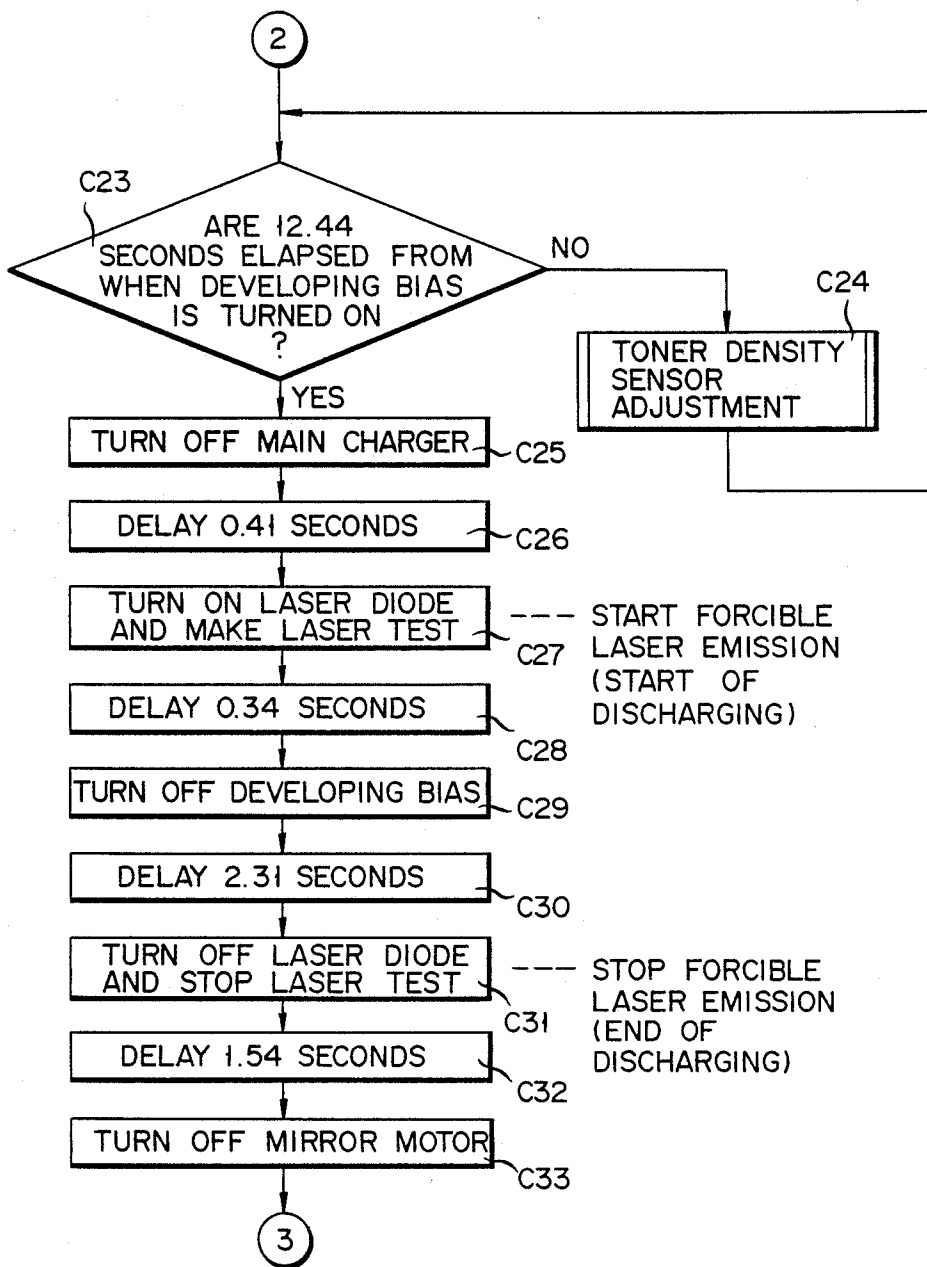 2
C23
ARE 12.44
SECONDS ELAPSED FROM
WHEN DEVELOPING BIAS
IS TURNED ON
?
NO
C24
TONER DENSITY
SENSOR
ADJUSTMENT
YES
TURN OFF MAIN CHARGER
C25
DELAY 0.41 SECONDS
C26
TURN ON LASER DIODE
AND MAKE LASER TEST
C27
--- START FORCIBLE
LASER EMISSION
(START OF
DISCHARGING)
DELAY 0.34 SECONDS
C28
TURN OFF DEVELOPING BIAS
C29
DELAY 2.31 SECONDS
C30
TURN OFF LASER DIODE
AND STOP LASER TEST
C31
--- STOP FORCIBLE
LASER EMISSION
(END OF
DISCHARGING)
DELAY 1.54 SECONDS
C32
TURN OFF MIRROR MOTOR
C33
3